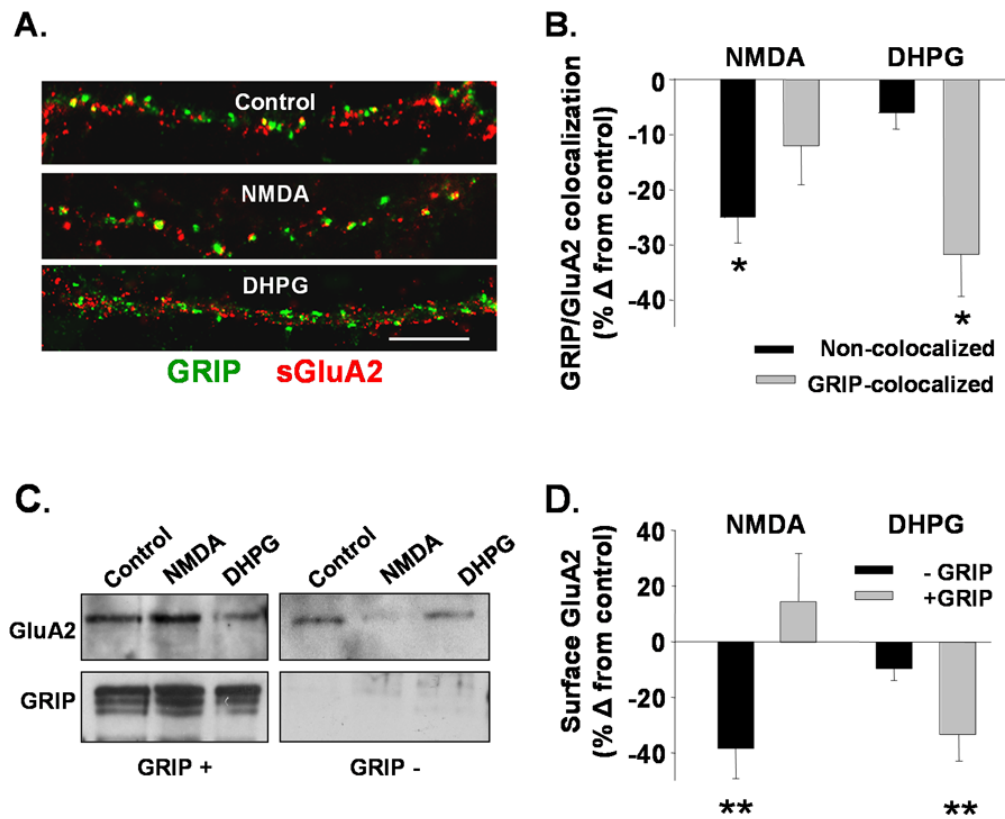 A.
Control
NMDA
DHPG
GRIP sGluA2
B.
NMDA DHPG
GRIP/GluA2 colocalization
(% Δ from control)
0
-10
-20
-30
-40
*
*
Non-colocalized
GRIP-colocalized
C.
Control NMDA DHPG
Control NMDA DHPG
GluA2
GRIP
GRIP +
GRIP -
D.
NMDA DHPG
Surface GluA2
(% Δ from control)
40
20
0
-20
-40
- GRIP
+GRIP
**
**